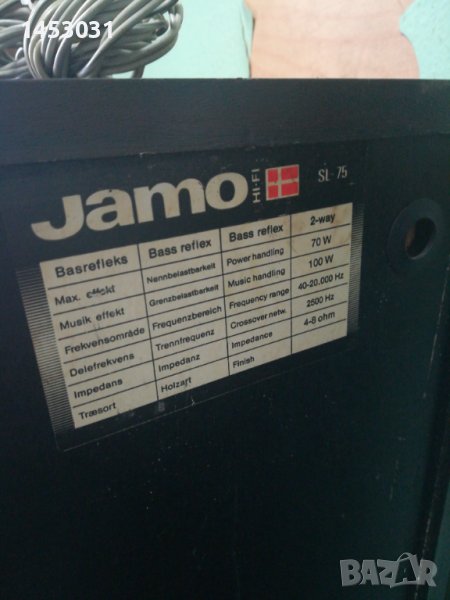 1453031
Jamo HI-FI SL-75
Basrefleks Bass reflex Bass reflex 2-way
Max. effekt Nennbelastbarkeit Power handling 70 W
Musik effekt Grenzbelastbarkeit Music handling 100 W
Frekvensområde Frequenzbereich Frequency range 40-20.000 Hz
Delefrekvens Trennfrequenz Crossover netw. 2500 Hz
Impedans Impedanz Impedance 4-8 ohm
Træsort Holzart Finish
BAZAR